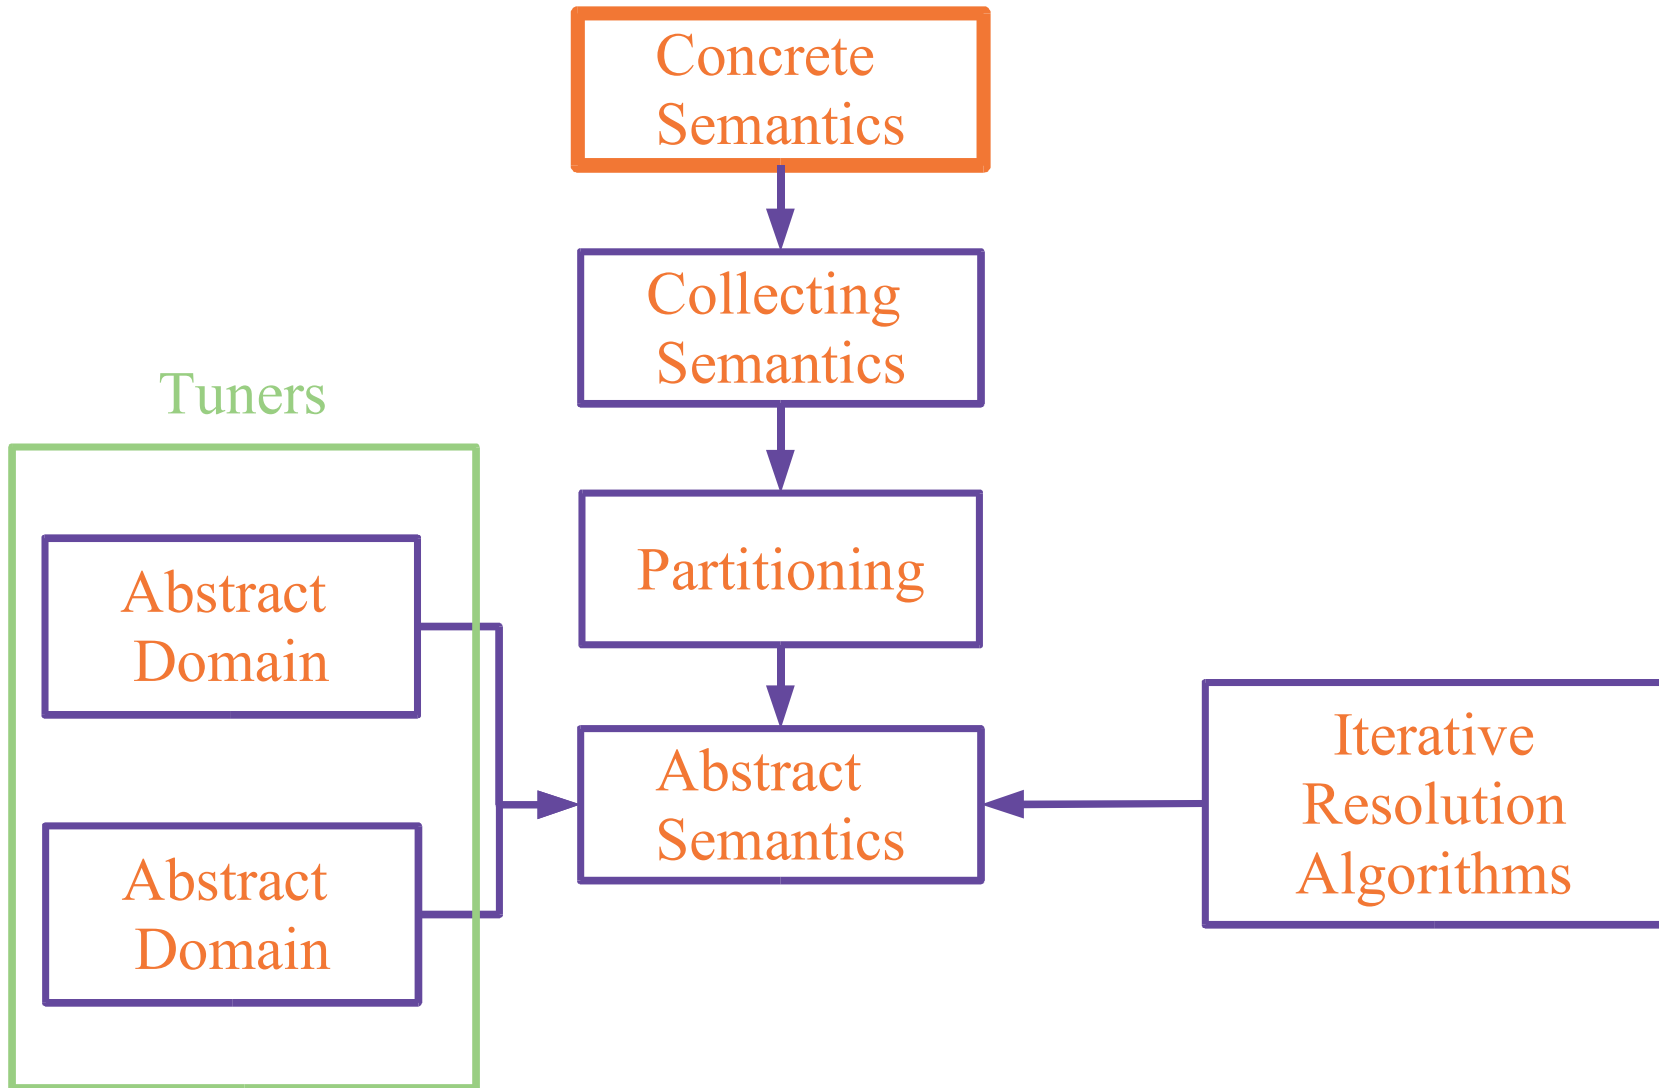 Concrete
Semantics
Collecting
Semantics
Tuners
Partitioning
Abstract
Domain
Abstract
Semantics
Iterative
Resolution
Algorithms
Abstract
Domain